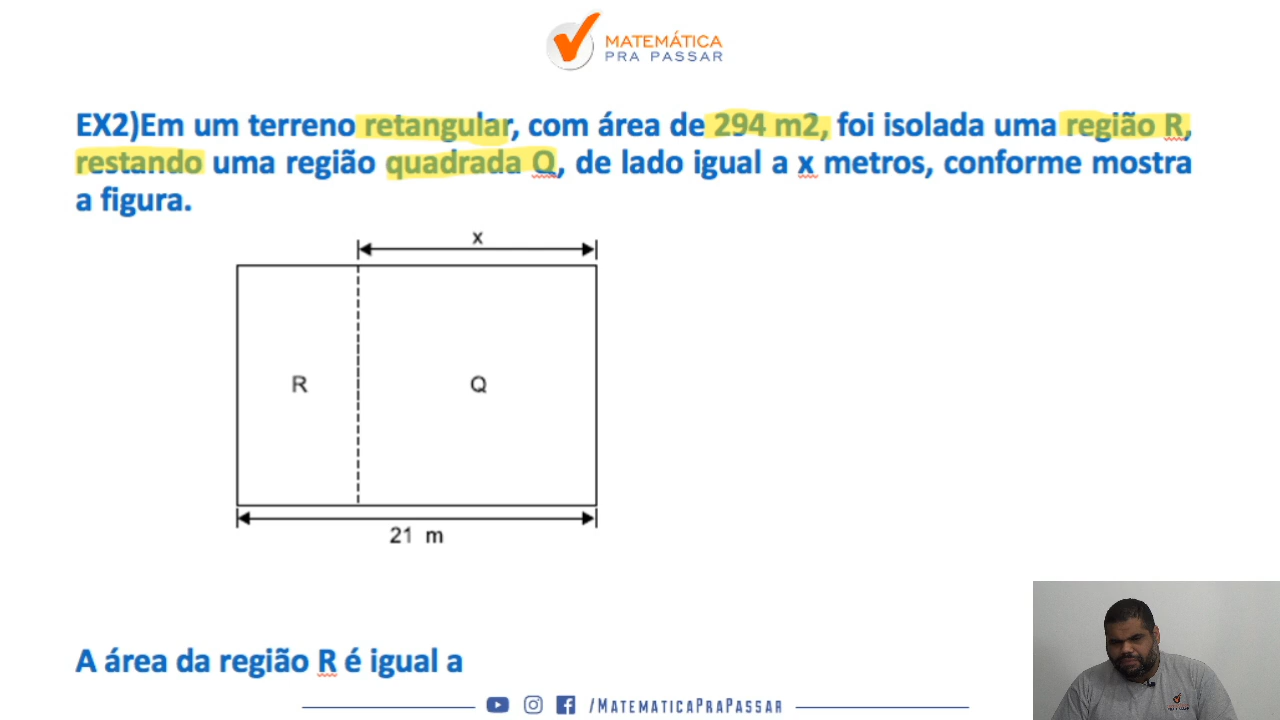 MATEMÁTICA
PRA PASSAR
EX2)Em um terreno retangular, com área de 294 m2, foi isolada uma região R,
restando uma região quadrada Q, de lado igual a x metros, conforme mostra
a figura.
x
R
Q
21 m
A área da região R é igual a
/MATEMATICAPRAPASSAR